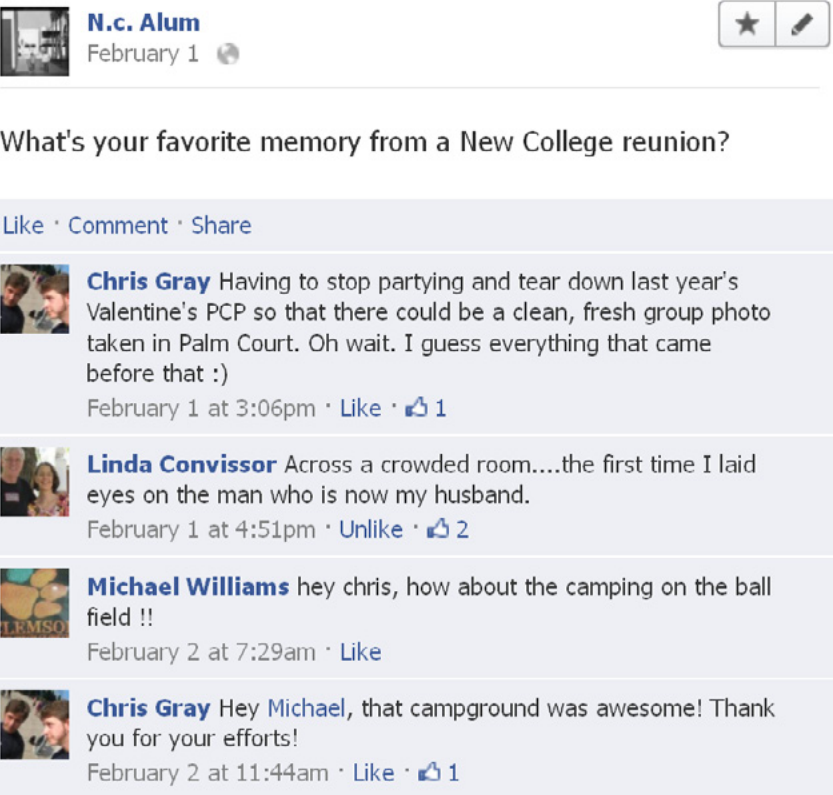 N.c. Alum
February 1
What's your favorite memory from a New College reunion?
Like · Comment · Share
Chris Gray Having to stop partying and tear down last year's
Valentine's PCP so that there could be a clean, fresh group photo
taken in Palm Court. Oh wait. I guess everything that came
before that :)
February 1 at 3:06pm · Like · 1
Linda Convissor Across a crowded room....the first time I laid
eyes on the man who is now my husband.
February 1 at 4:51pm · Unlike · 2
Michael Williams hey chris, how about the camping on the ball
field !!
LEMSO
February 2 at 7:29am · Like
Chris Gray Hey Michael, that campground was awesome! Thank
you for your efforts!
February 2 at 11:44am · Like · 1